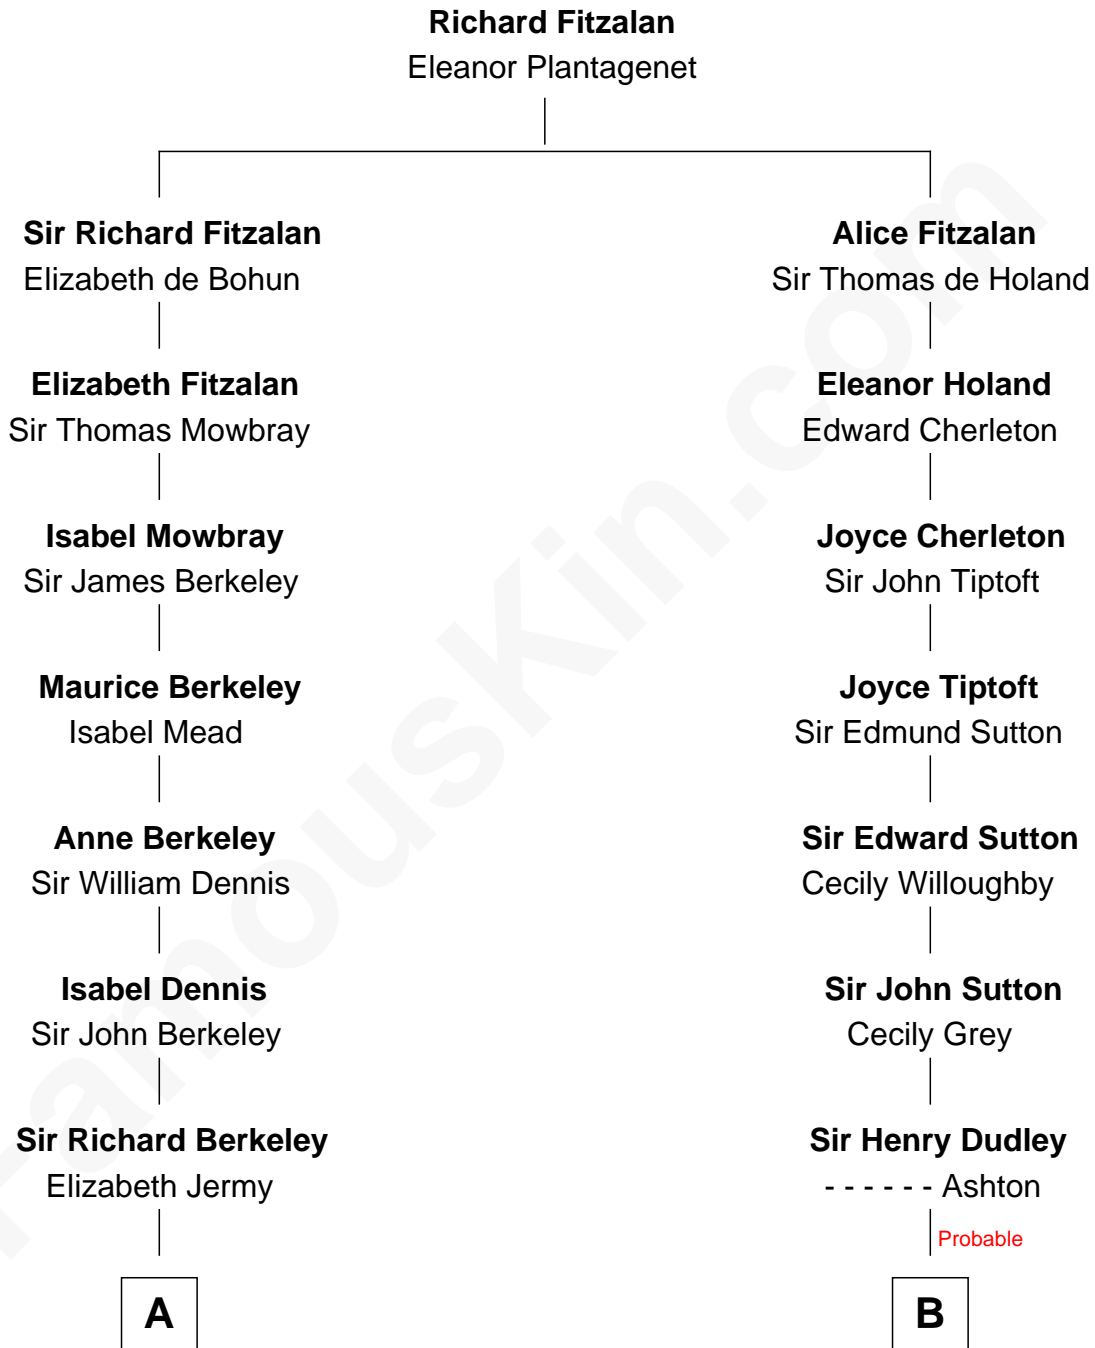 Richard Fitzalan
Eleanor Plantagenet
Sir Richard Fitzalan
Elizabeth de Bohun
Alice Fitzalan
Sir Thomas de Holand
Elizabeth Fitzalan
Sir Thomas Mowbray
Eleanor Holand
Edward Cherleton
Isabel Mowbray
Sir James Berkeley
Joyce Cherleton
Sir John Tiptoft
Maurice Berkeley
Isabel Mead
Joyce Tiptoft
Sir Edmund Sutton
Anne Berkeley
Sir William Dennis
Sir Edward Sutton
Cecily Willoughby
Isabel Dennis
Sir John Berkeley
Sir John Sutton
Cecily Grey
Sir Richard Berkeley
Elizabeth Jermy
Sir Henry Dudley
- - - - - - Ashton
Probable
A
B
FamousKin.com